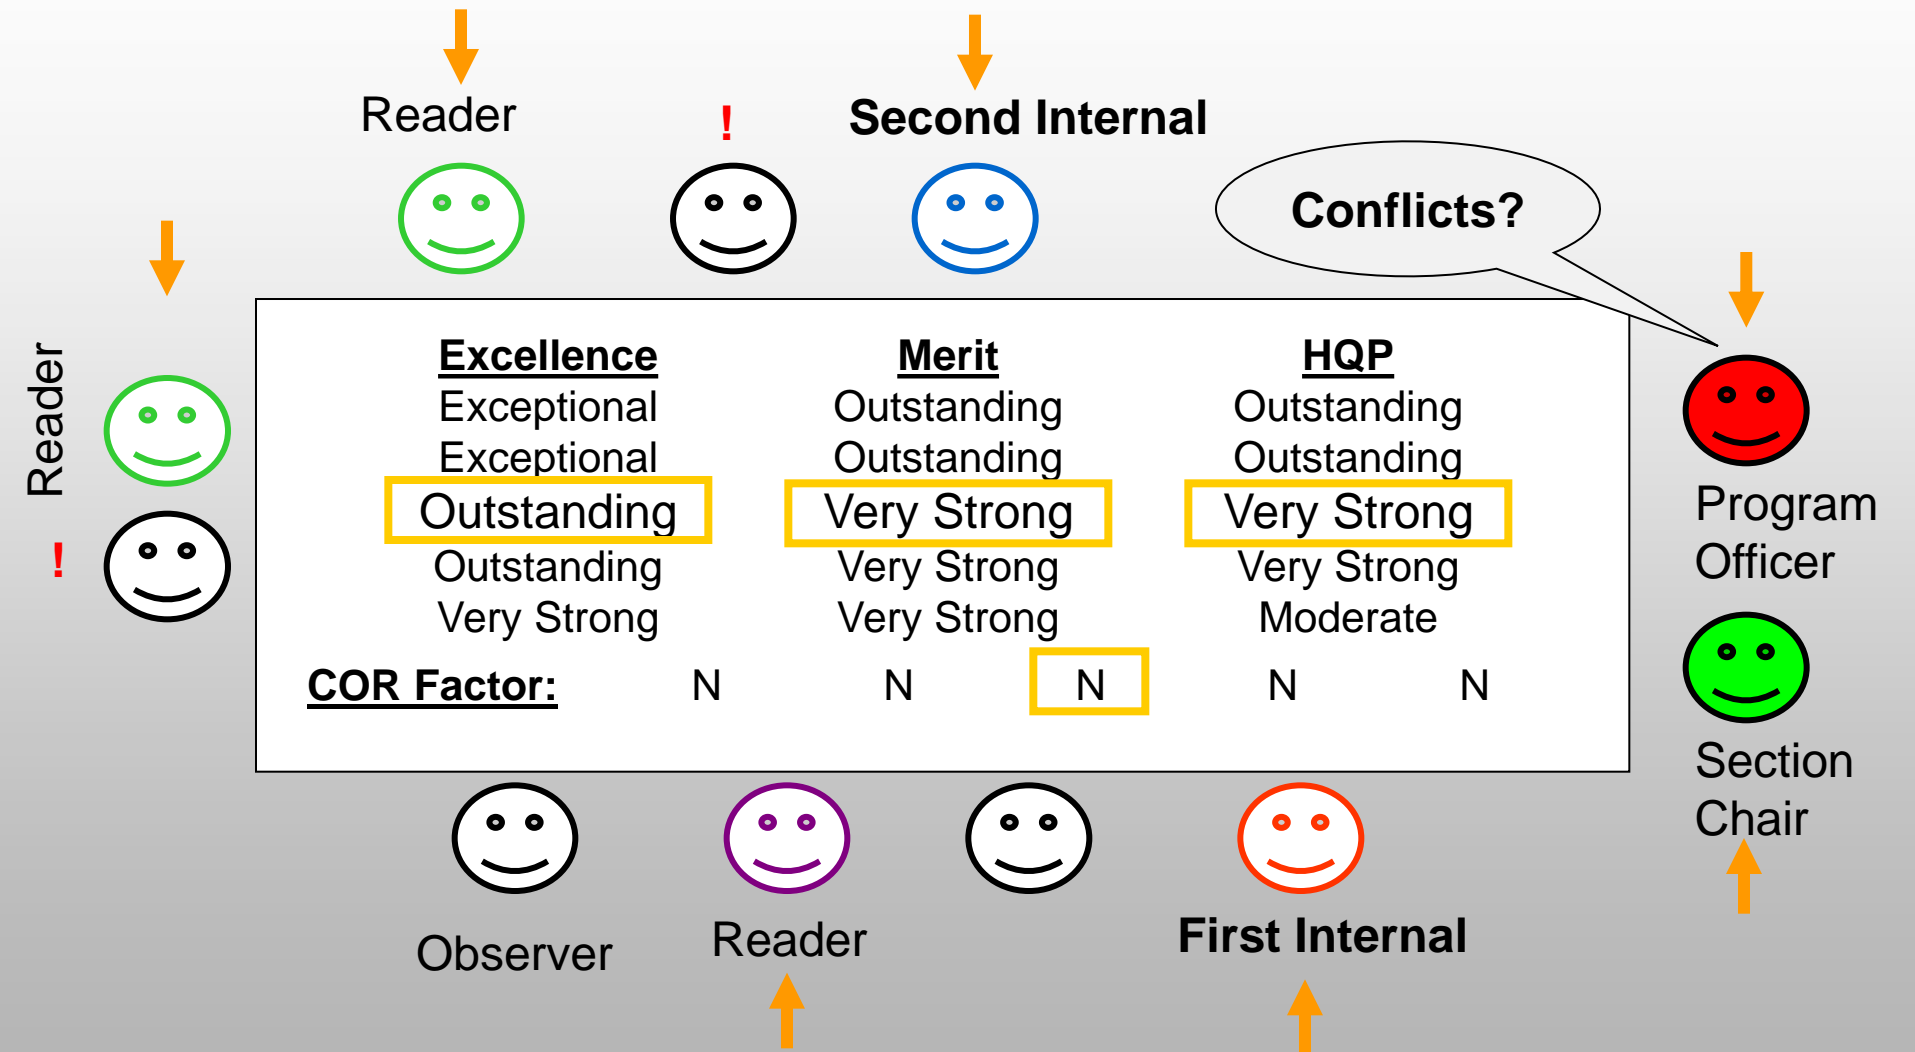 Reader
!
Second Internal
Conflicts?
Reader
!
Excellence Merit HQP
Exceptional Outstanding Outstanding
Exceptional Outstanding Outstanding
Outstanding Very Strong Very Strong
Outstanding Very Strong Very Strong
Very Strong Very Strong Moderate
COR Factor: N N N N N
Program
Officer
Section
Chair
Observer
Reader
First Internal